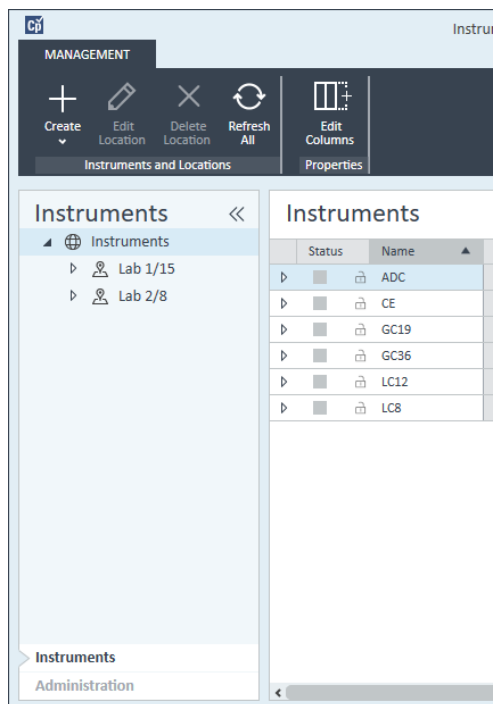 Cp
Instru
MANAGEMENT
Create
Edit Location
Delete Location
Refresh All
Edit Columns
Instruments and Locations
Properties
Instruments
Instruments
Lab 1/15
Lab 2/8
Instruments
Administration
Instruments
Status Name
ADC
CE
GC19
GC36
LC12
LC8